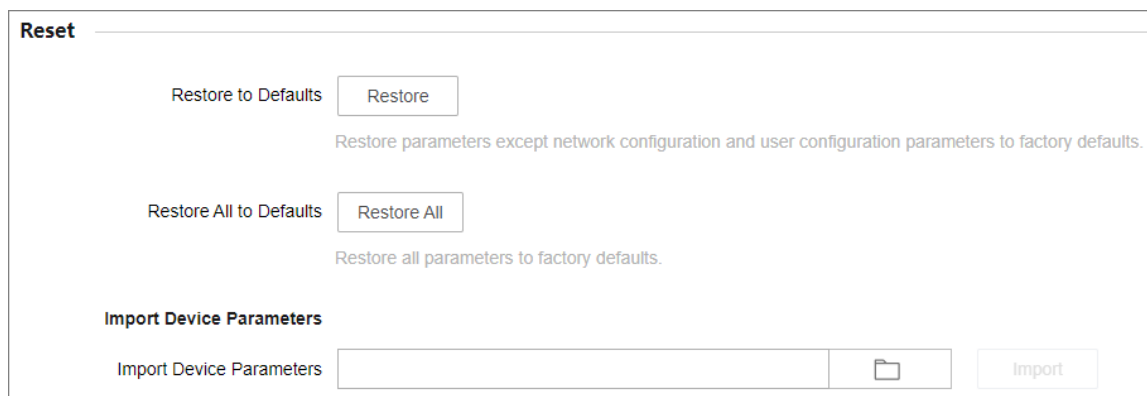 Reset
Restore to Defaults Restore
Restore parameters except network configuration and user configuration parameters to factory defaults.
Restore All to Defaults Restore All
Restore all parameters to factory defaults.
Import Device Parameters
Import Device Parameters Import